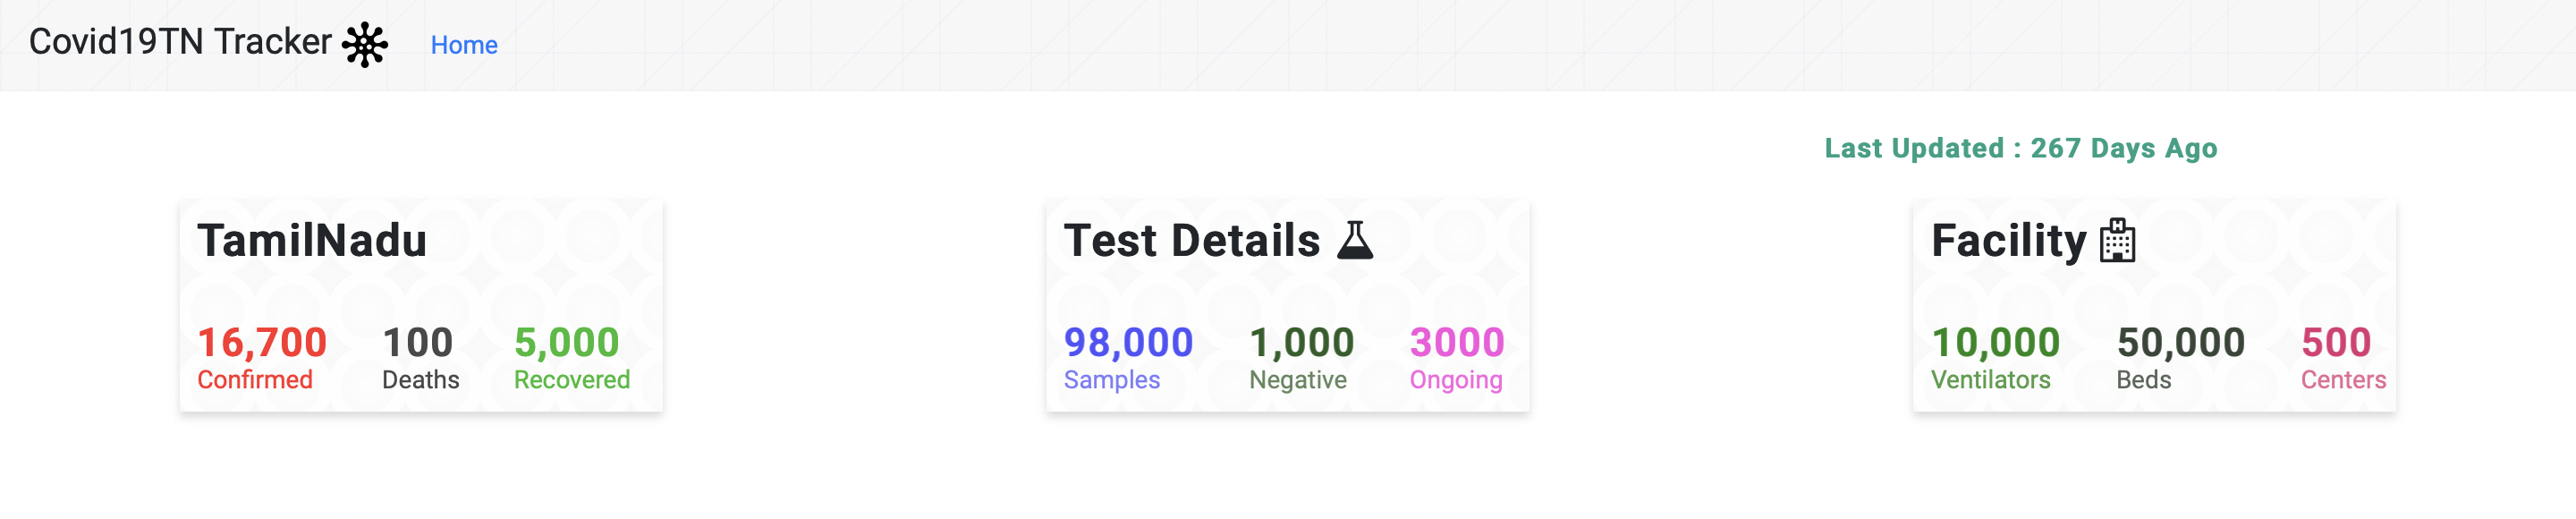 Covid19TN Tracker Home
Last Updated : 267 Days Ago
TamilNadu
16,700 100 5,000
Confirmed Deaths Recovered
Test Details
98,000 1,000 3000
Samples Negative Ongoing
Facility
10,000 50,000 500
Ventilators Beds Centers